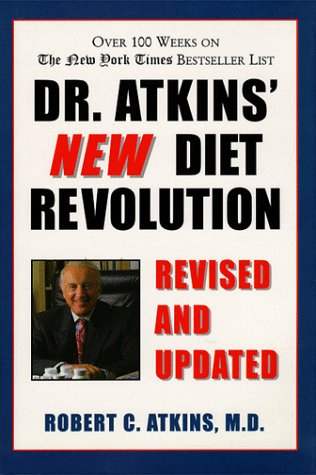 OVER 100 WEEKS ON
The New York Times BESTSELLER LIST
DR. ATKINS'
NEW DIET
REVOLUTION
REVISED
AND
UPDATED
ROBERT C. ATKINS, M.D.